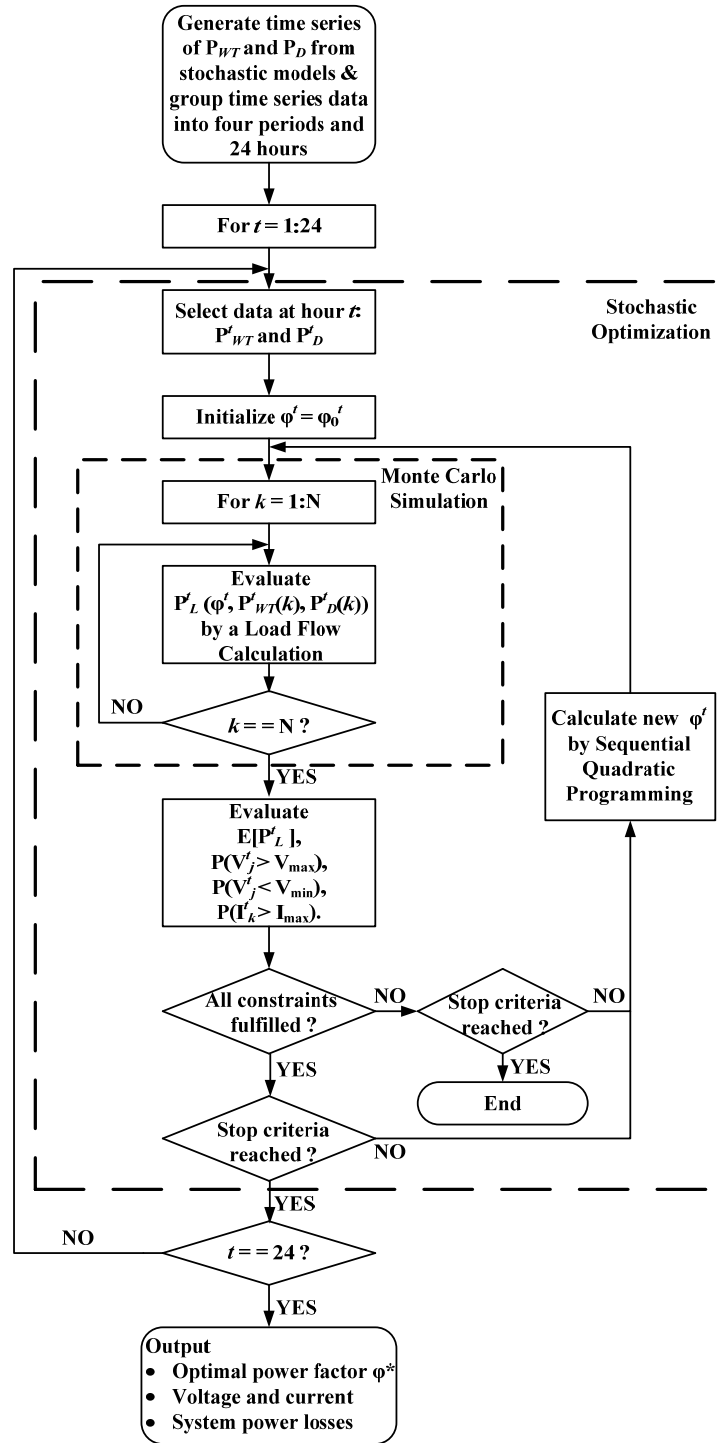 Generate time series
of P_WT and P_D from
stochastic models &
group time series data
into four periods and
24 hours
For t = 1:24
Stochastic
Optimization
Select data at hour t:
P^t_WT and P^t_D
Initialize φ^t = φ_0^t
Monte Carlo
Simulation
For k = 1:N
Evaluate
P^t_L (φ^t, P^t_WT(k), P^t_D(k))
by a Load Flow
Calculation
NO
k = = N ?
YES
Calculate new φ^t
by Sequential
Quadratic
Programming
Evaluate
E[P^t_L ],
P(V^t_j > V_max),
P(V^t_j < V_min),
P(I^t_k > I_max).
All constraints
fulfilled ?
NO
Stop criteria
reached ?
NO
YES
YES
End
Stop criteria
reached ?
NO
YES
NO
t = = 24 ?
YES
Output
• Optimal power factor φ*
• Voltage and current
• System power losses